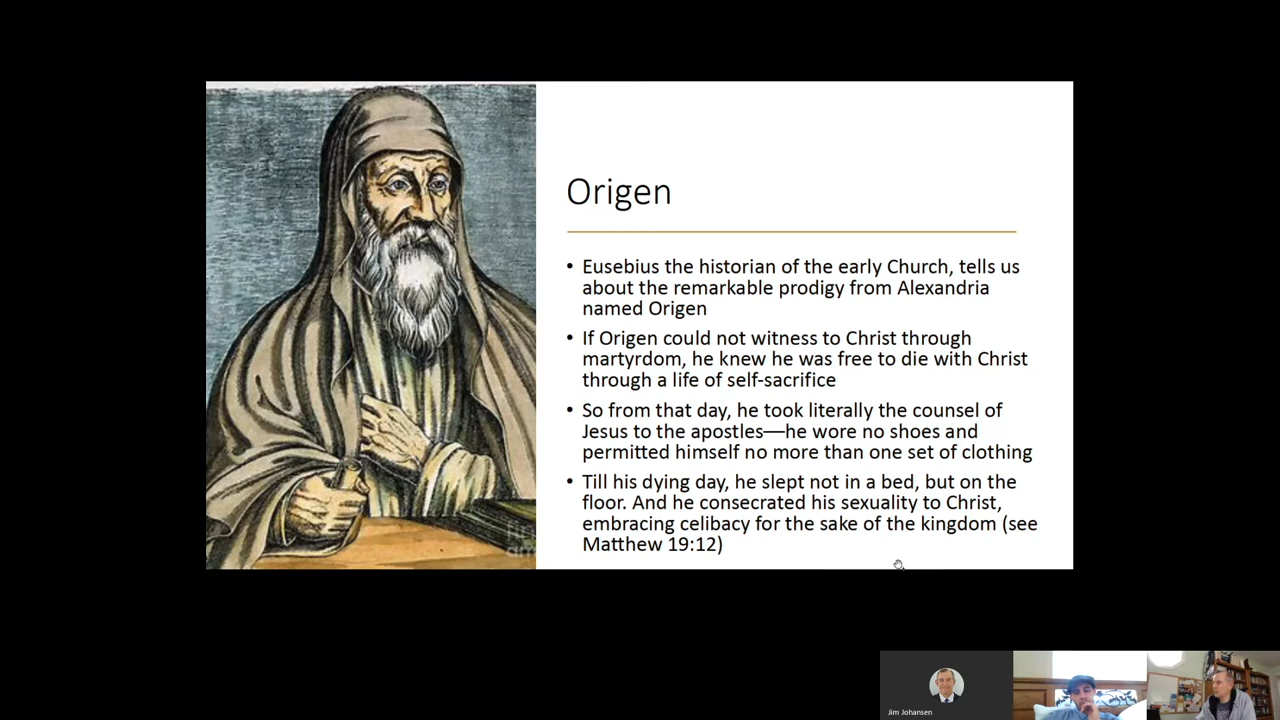 Origen
• Eusebius the historian of the early Church, tells us
about the remarkable prodigy from Alexandria
named Origen
• If Origen could not witness to Christ through
martyrdom, he knew he was free to die with Christ
through a life of self-sacrifice
• So from that day, he took literally the counsel of
Jesus to the apostles—he wore no shoes and
permitted himself no more than one set of clothing
• Till his dying day, he slept not in a bed, but on the
floor. And he consecrated his sexuality to Christ,
embracing celibacy for the sake of the kingdom (see
Matthew 19:12)
Jim Johansen